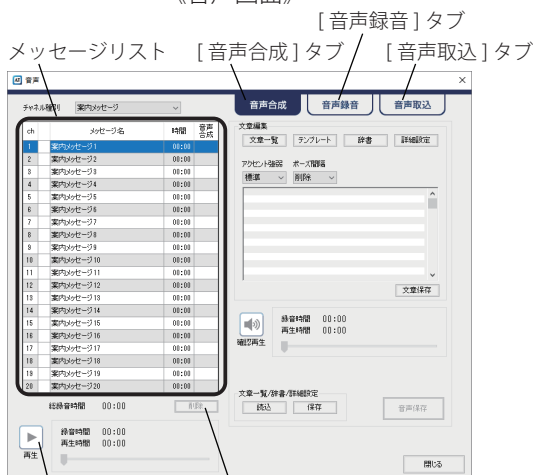 《音声画面》
[ 音声録音 ] タブ
メッセージリスト [ 音声合成 ] タブ [ 音声取込 ] タブ
音声 ×
チャネル種別 案内メッセージ
音声合成 音声録音 音声取込
ch メッセージ名 時間 音声合成
1 案内メッセージ1 00:00
2 案内メッセージ2 00:00
3 案内メッセージ3 00:00
4 案内メッセージ4 00:00
5 案内メッセージ5 00:00
6 案内メッセージ6 00:00
7 案内メッセージ7 00:00
8 案内メッセージ8 00:00
9 案内メッセージ9 00:00
10 案内メッセージ10 00:00
11 案内メッセージ11 00:00
12 案内メッセージ12 00:00
13 案内メッセージ13 00:00
14 案内メッセージ14 00:00
15 案内メッセージ15 00:00
16 案内メッセージ16 00:00
17 案内メッセージ17 00:00
18 案内メッセージ18 00:00
19 案内メッセージ19 00:00
20 案内メッセージ20 00:00
総録音時間 00:00 削除
録音時間 00:00
再生時間 00:00
再生
文章編集
文章一覧 テンプレート 辞書 詳細設定
アクセント強弱 ポーズ間隔
標準 削除
文章保存
録音時間 00:00
再生時間 00:00
確認再生
文章一覧/辞書/詳細設定
読込 保存 音声保存
閉じる